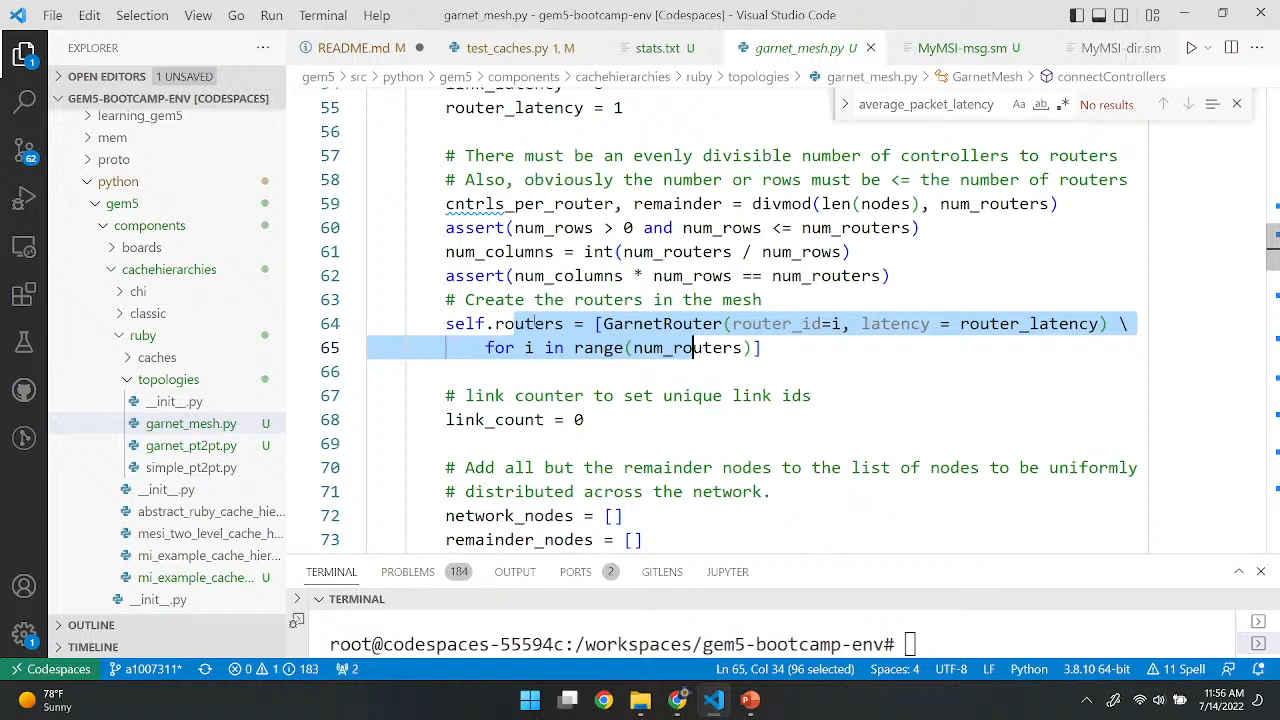 File Edit Selection View Go Run Terminal Help garnet_mesh.py - gem5-bootcamp-env [Codespaces] - Visual Studio Code
EXPLORER
OPEN EDITORS 1 UNSAVED
GEM5-BOOTCAMP-ENV [CODESPACES]
learning_gem5
mem
proto
python
gem5
components
boards
cachehierarchies
chi
classic
ruby
caches
topologies
__init__.py
garnet_mesh.py U
garnet_pt2pt.py U
simple_pt2pt.py
__init__.py
abstract_ruby_cache_hie...
mesi_two_level_cache_h...
mi_example_cache_hier...
mi_example_cache... U
__init__.py
OUTLINE
TIMELINE
README.md M test_caches.py 1, M stats.txt U garnet_mesh.py U MyMSI-msg.sm U MyMSI-dir.sm
gem5 > src > python > gem5 > components > cachehierarchies > ruby > topologies > garnet_mesh.py > GarnetMesh > connectControllers
average_packet_latency Aa ab .* No results
55 router_latency = 1
56
57 # There must be an evenly divisible number of controllers to routers
58 # Also, obviously the number or rows must be <= the number of routers
59 cntrls_per_router, remainder = divmod(len(nodes), num_routers)
60 assert(num_rows > 0 and num_rows <= num_routers)
61 num_columns = int(num_routers / num_rows)
62 assert(num_columns * num_rows == num_routers)
63 # Create the routers in the mesh
64 self.routers = [GarnetRouter(router_id=i, latency = router_latency) \
65 for i in range(num_routers)]
66
67 # link counter to set unique link ids
68 link_count = 0
69
70 # Add all but the remainder nodes to the list of nodes to be uniformly
71 # distributed across the network.
72 network_nodes = []
73 remainder_nodes = []
TERMINAL PROBLEMS 184 OUTPUT PORTS 2 GITLENS JUPYTER
TERMINAL
root@codespaces-55594c:/workspaces/gem5-bootcamp-env#
1
62
1
Codespaces a1007311* 0 1 183 2 Ln 65, Col 34 (96 selected) Spaces: 4 UTF-8 LF Python 3.8.10 64-bit 11 Spell
78°F
Sunny
11:55 AM
7/14/2022